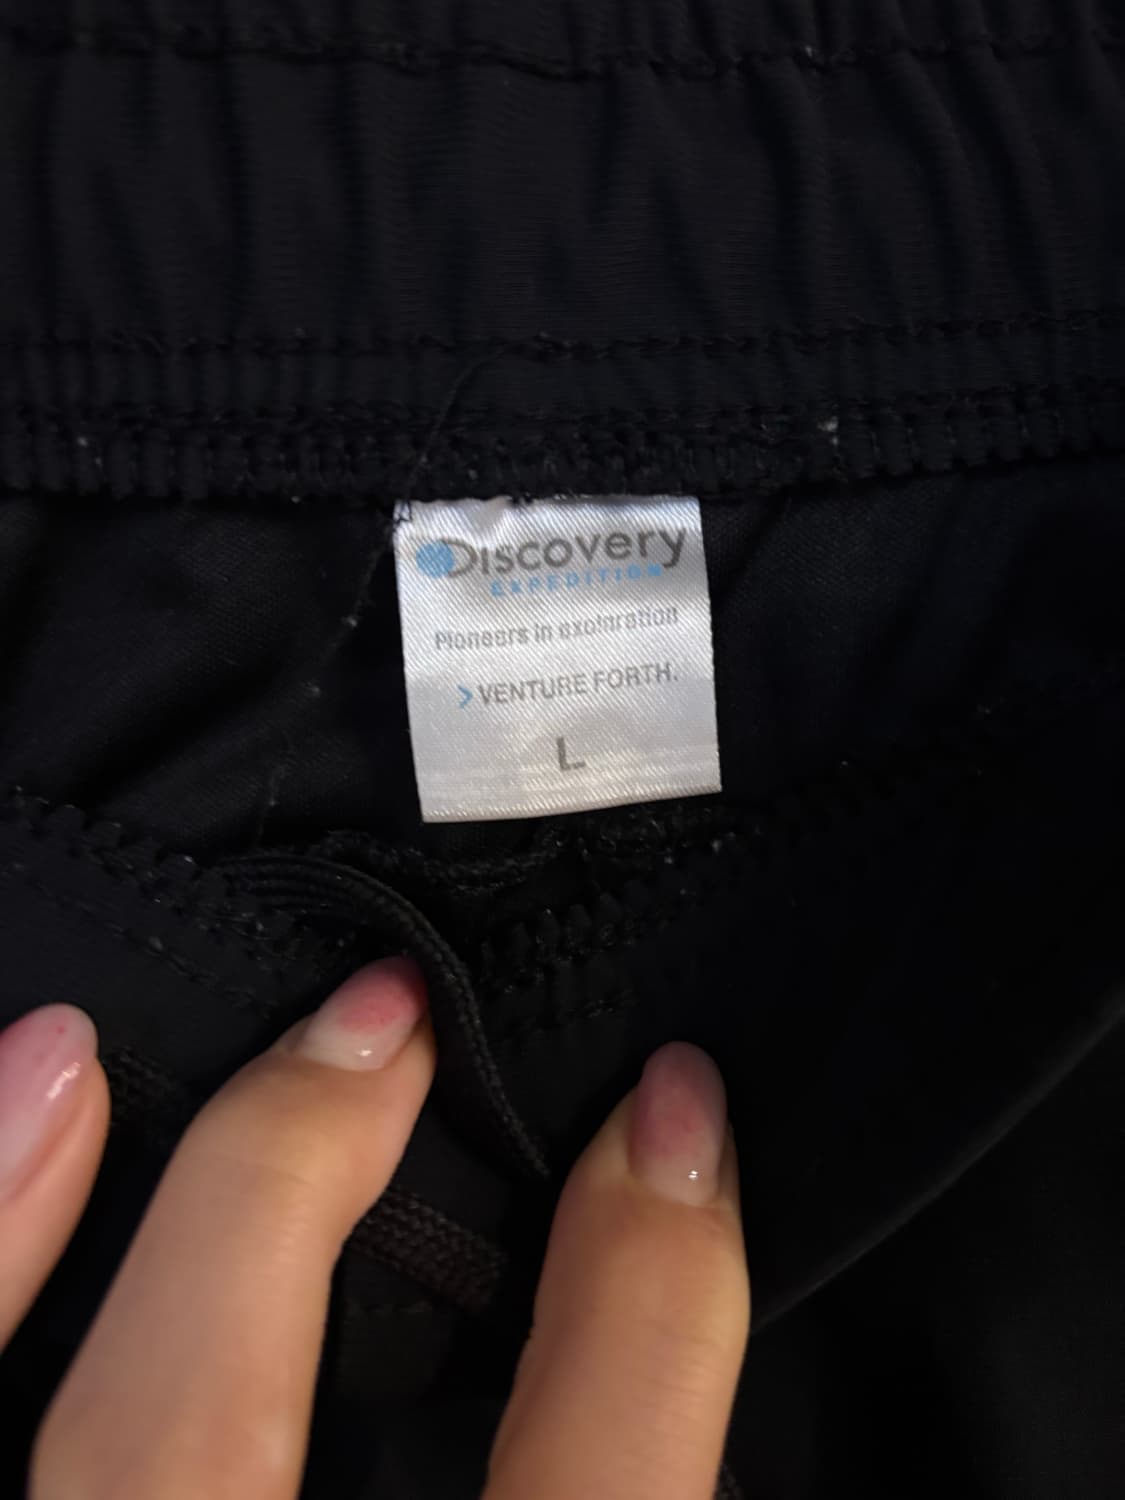 Discovery
EXPEDITION
Pioneers in exploration
> VENTURE FORTH.
L